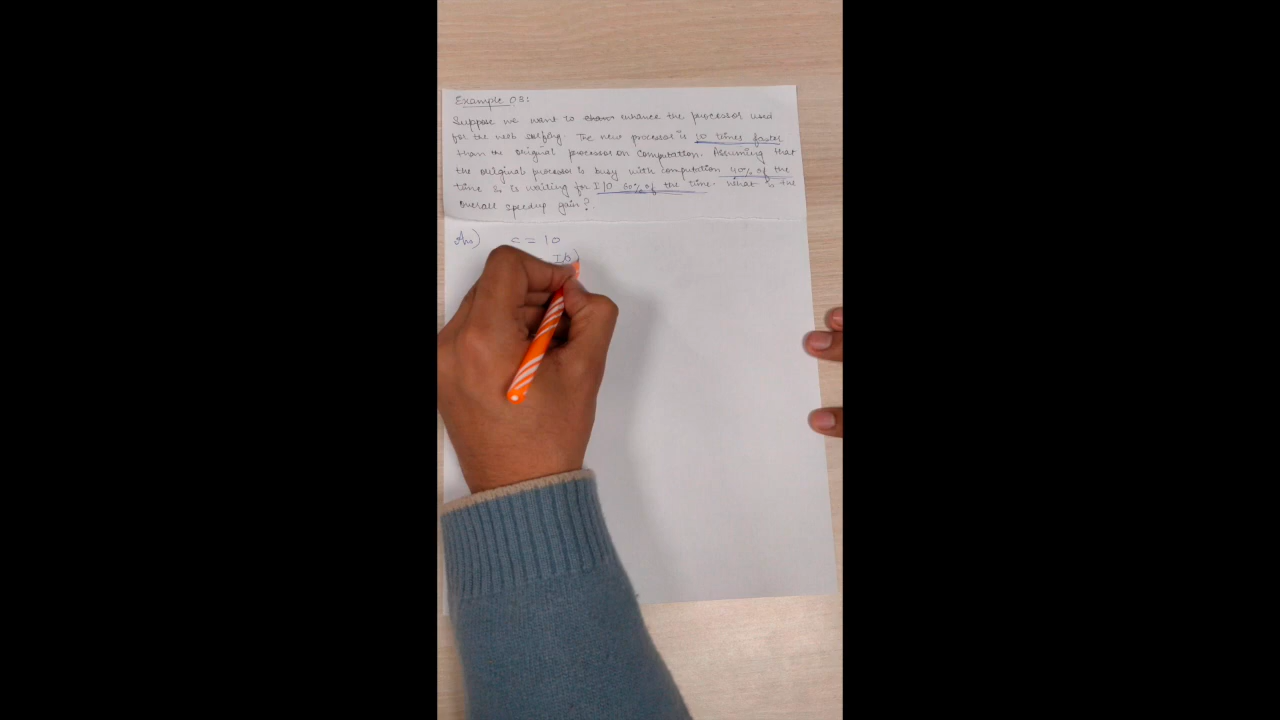 Example 03:
Suppose we want to enhance the processor used
for the web surfing. The new processor is 10 times faster
than the original processor on computation. Assuming that
the original processor is busy with computation 40% of the
time & is waiting for I/O 60% of the time. What is the
overall speedup gain?
Ans) c = 10